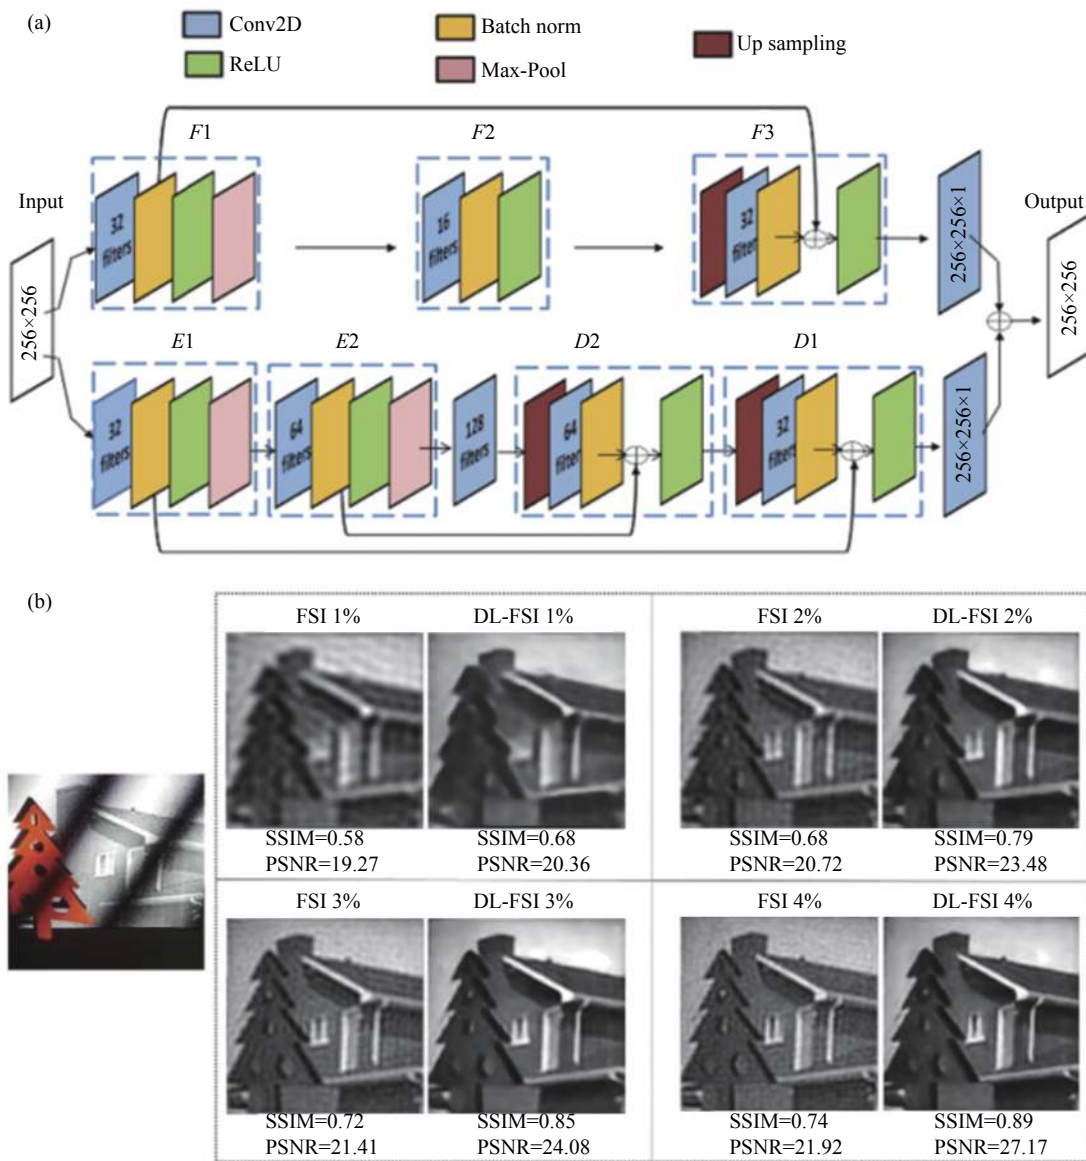 (a)
Conv2D
Batch norm
Up sampling
ReLU
Max-Pool
F1
F2
F3
Input
Output
32
filters
16
filters
32
filters
256×256×1
256×256
256×256
E1
E2
D2
D1
32
filters
64
filters
128
filters
64
filters
32
filters
256×256×1
(b)
FSI 1%
DL-FSI 1%
FSI 2%
DL-FSI 2%
SSIM=0.58
SSIM=0.68
SSIM=0.68
SSIM=0.79
PSNR=19.27
PSNR=20.36
PSNR=20.72
PSNR=23.48
FSI 3%
DL-FSI 3%
FSI 4%
DL-FSI 4%
SSIM=0.72
SSIM=0.85
SSIM=0.74
SSIM=0.89
PSNR=21.41
PSNR=24.08
PSNR=21.92
PSNR=27.17